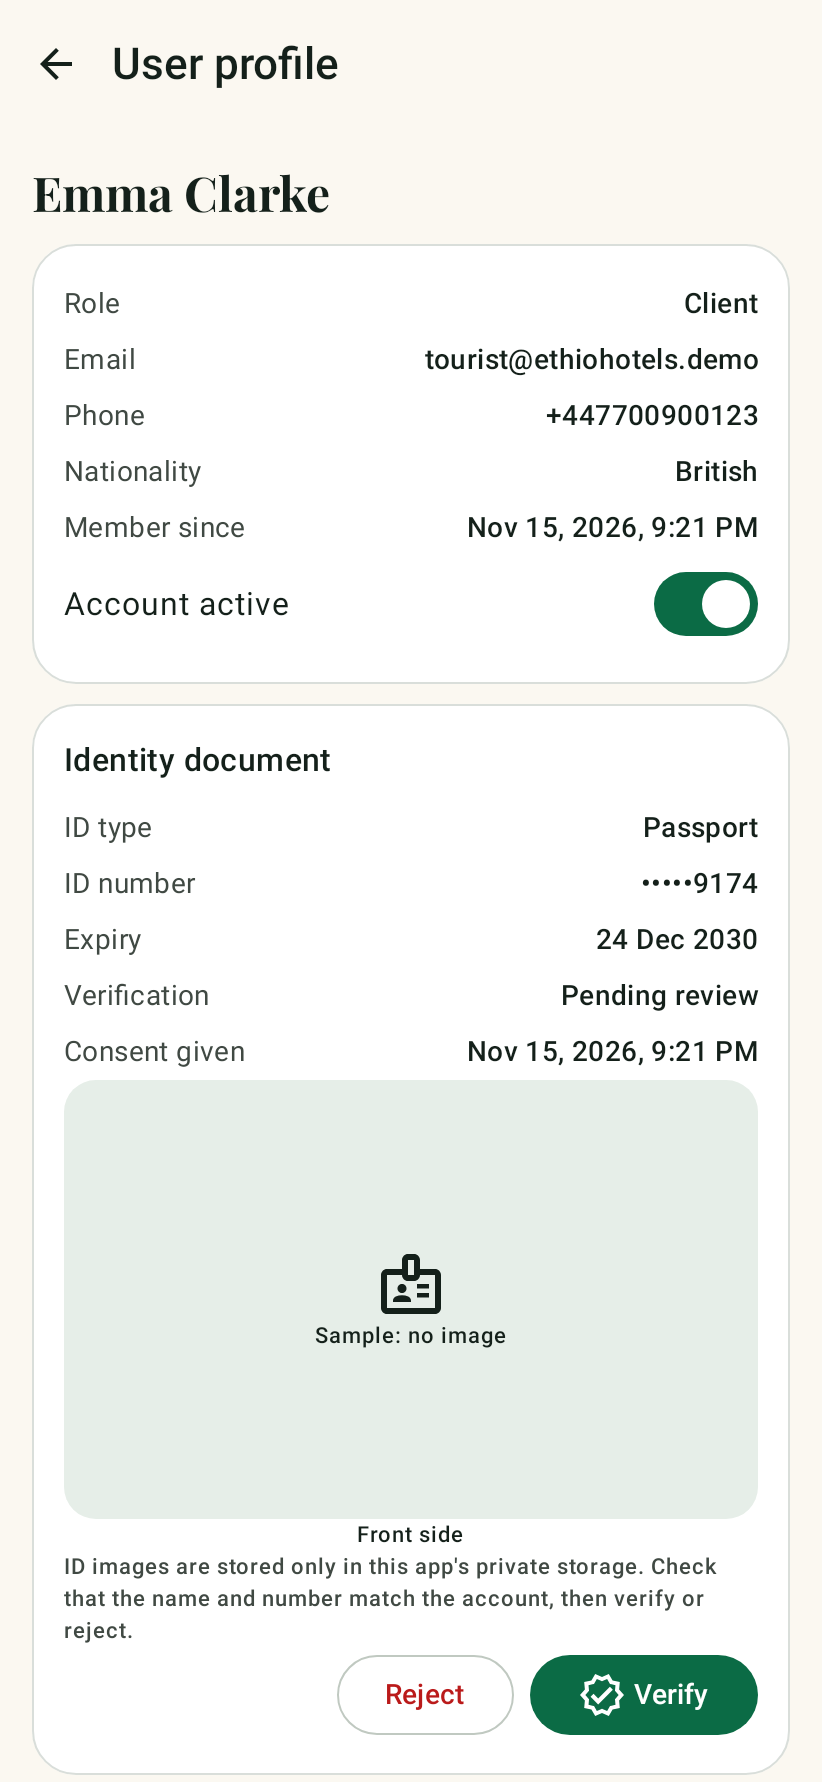 User profile
Emma Clarke
Role Client
Email tourist@ethiohotels.demo
Phone +447700900123
Nationality British
Member since Nov 15, 2026, 9:21 PM
Account active
Identity document
ID type Passport
ID number •••••9174
Expiry 24 Dec 2030
Verification Pending review
Consent given Nov 15, 2026, 9:21 PM
Sample: no image
Front side
ID images are stored only in this app's private storage. Check
that the name and number match the account, then verify or
reject.
Reject Verify